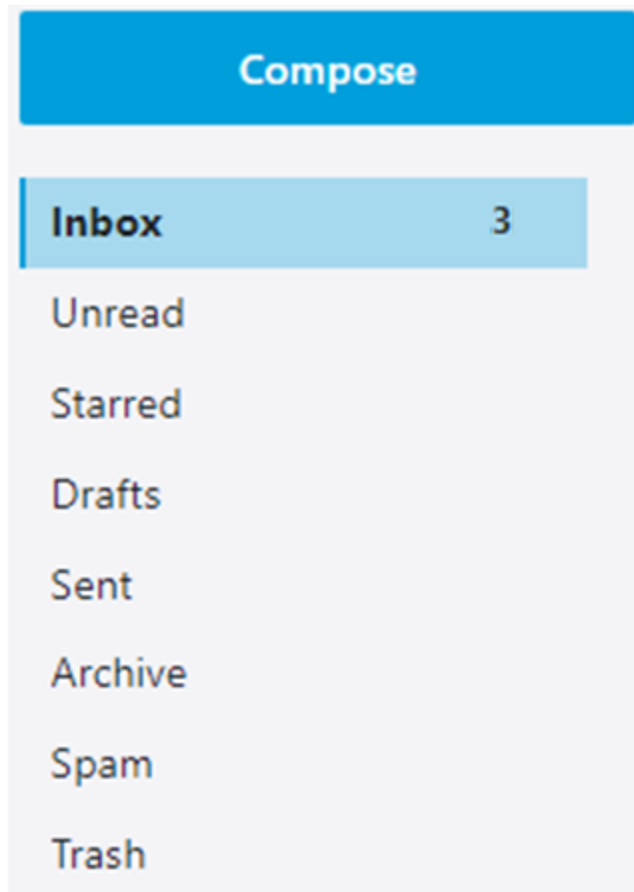 Compose
Inbox 3
Unread
Starred
Drafts
Sent
Archive
Spam
Trash